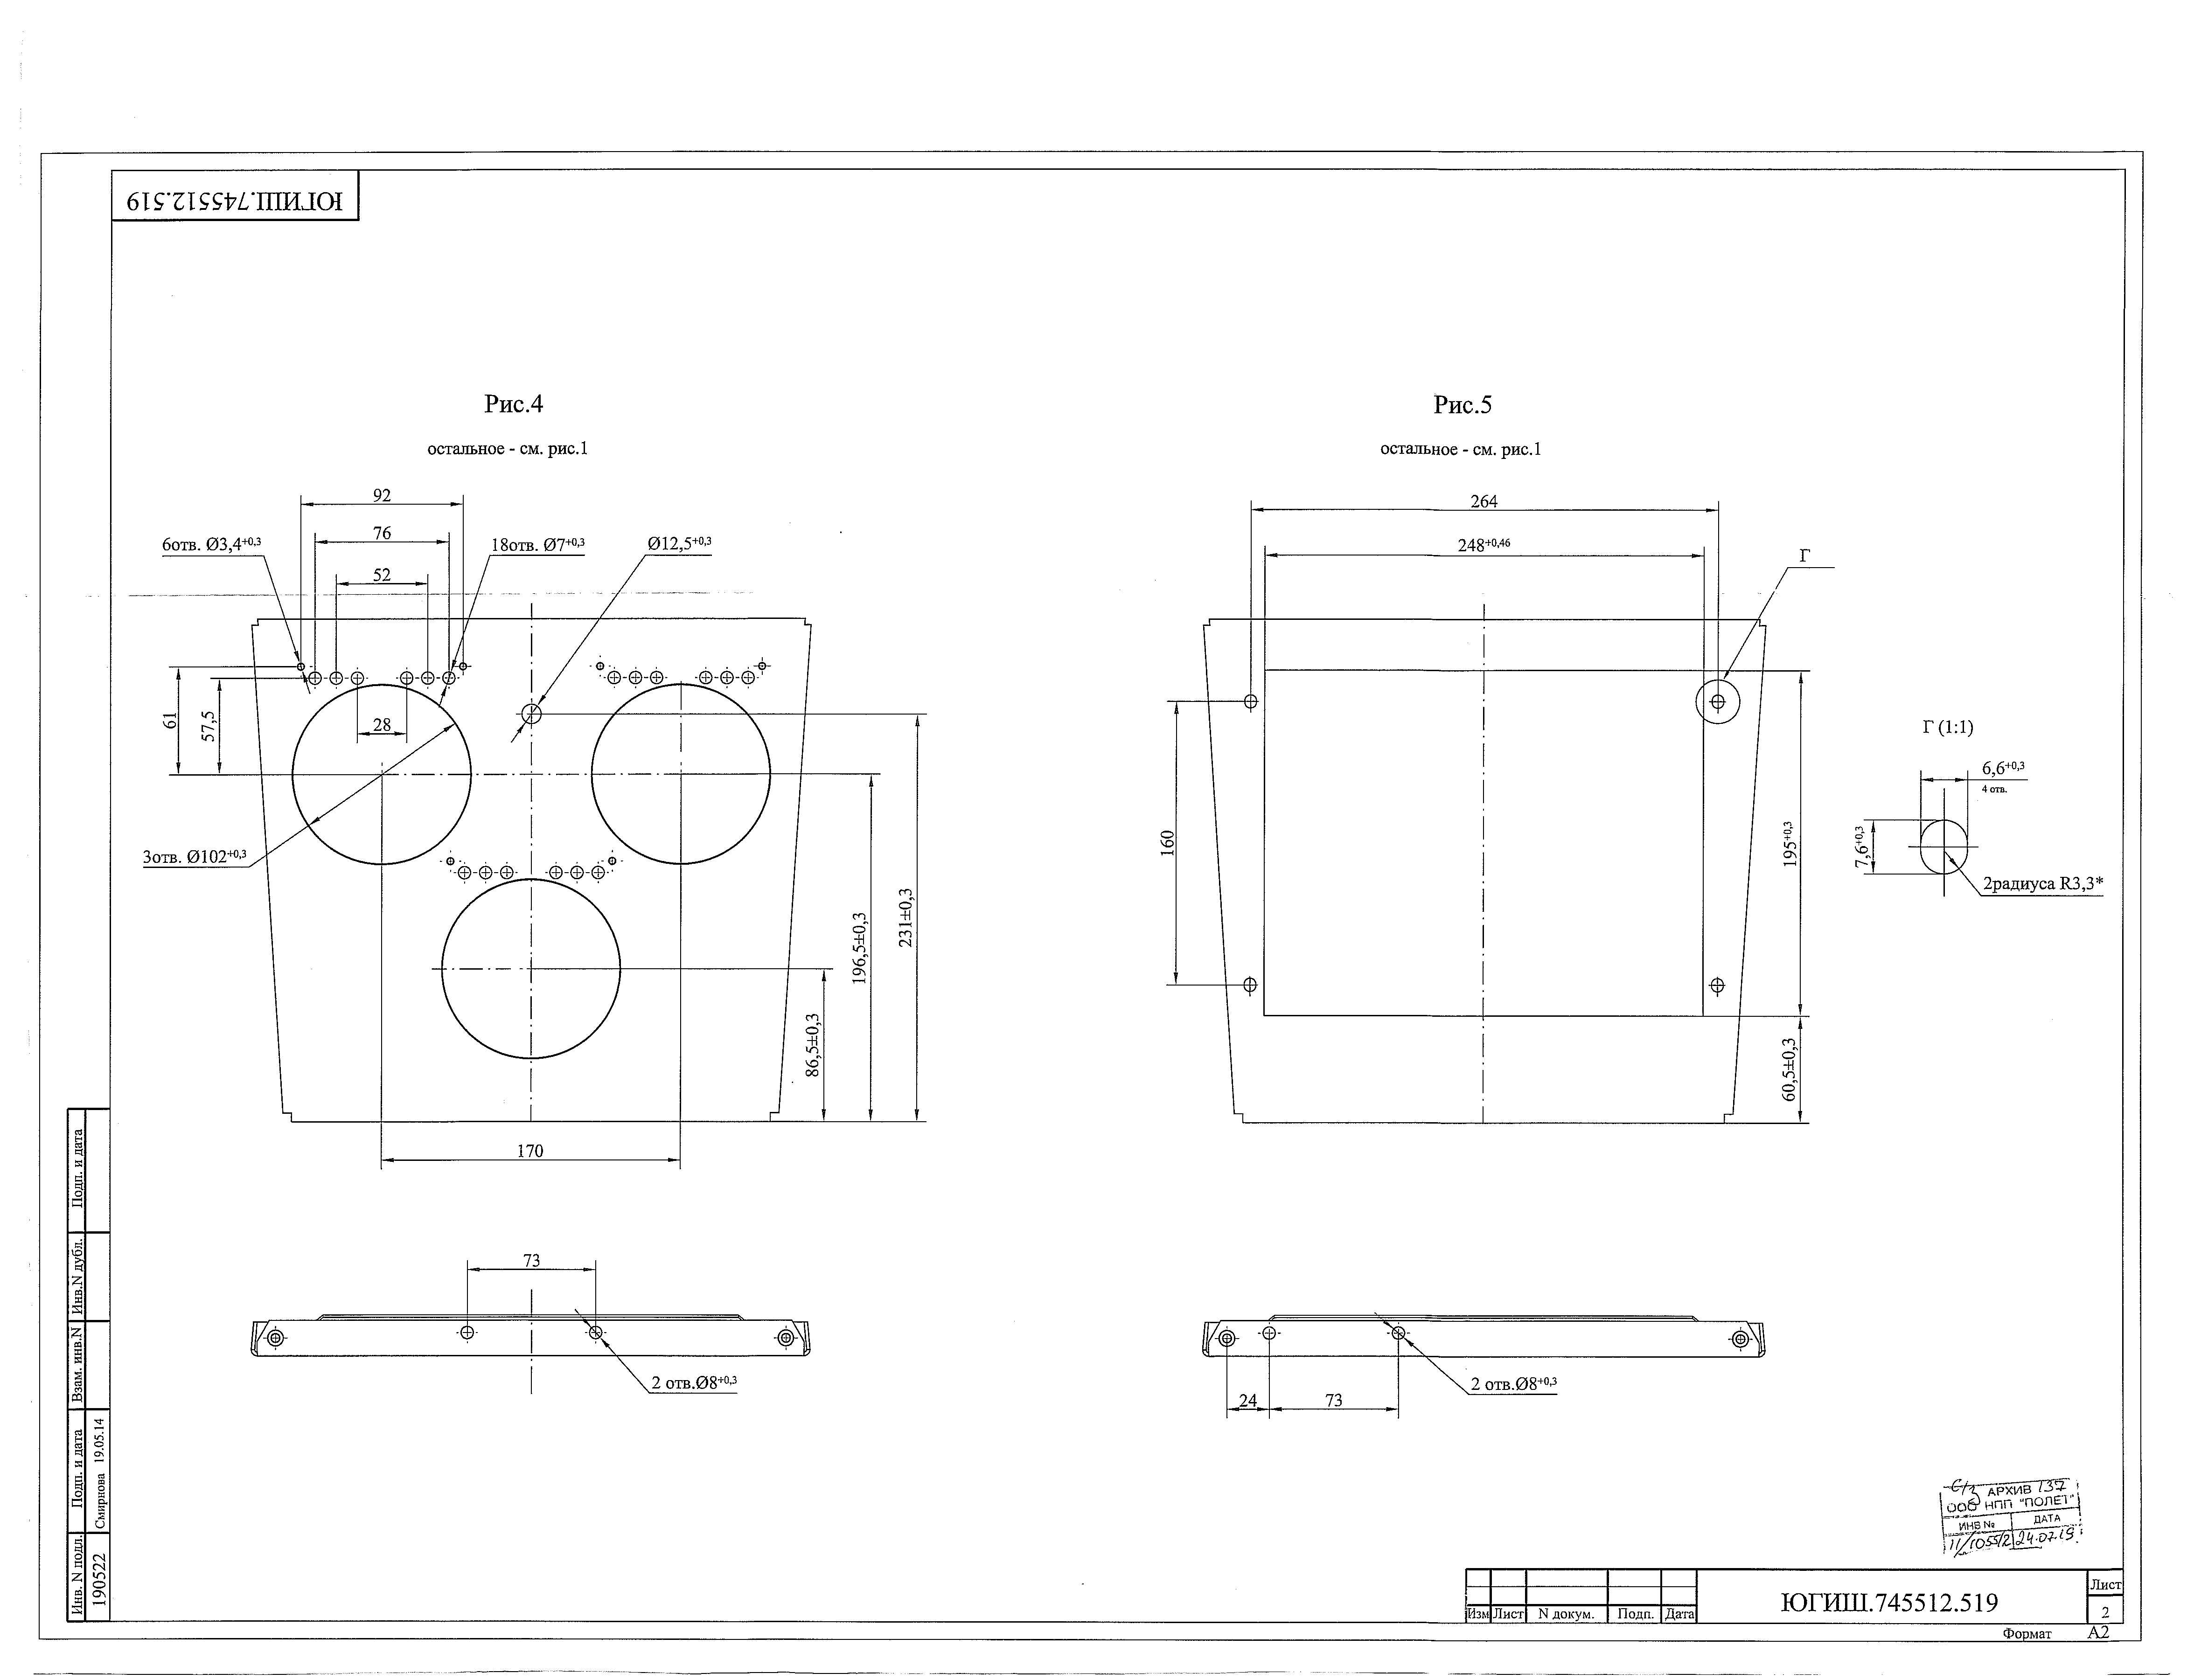 ЮГИШ.745512.519
Рис.4
остальное - см. рис.1
92
76
52
6отв. Ø3,4+0,3
18отв. Ø7+0,3
Ø12,5+0,3
61
57,5
28
3отв. Ø102+0,3
86,5±0,3
196,5±0,3
231±0,3
170
73
2 отв.Ø8+0,3
Рис.5
остальное - см. рис.1
264
248+0,46
Г
160
195+0,3
60,5±0,3
Г (1:1)
6,6+0,3
4 отв.
7,6+0,3
2радиуса R3,3*
24
73
2 отв.Ø8+0,3
Подп. и дата
Инв.N дубл.
Взам. инв.N
Подп. и дата
Смирнова 19.05.14
Инв. N подл.
190522
АРХИВ 137
ООО НПП "ПОЛЕТ"
ИНВ № ДАТА
11/1055/2 24.07.19
Изм Лист N докум. Подп. Дата
ЮГИШ.745512.519
Лист
2
Формат А2